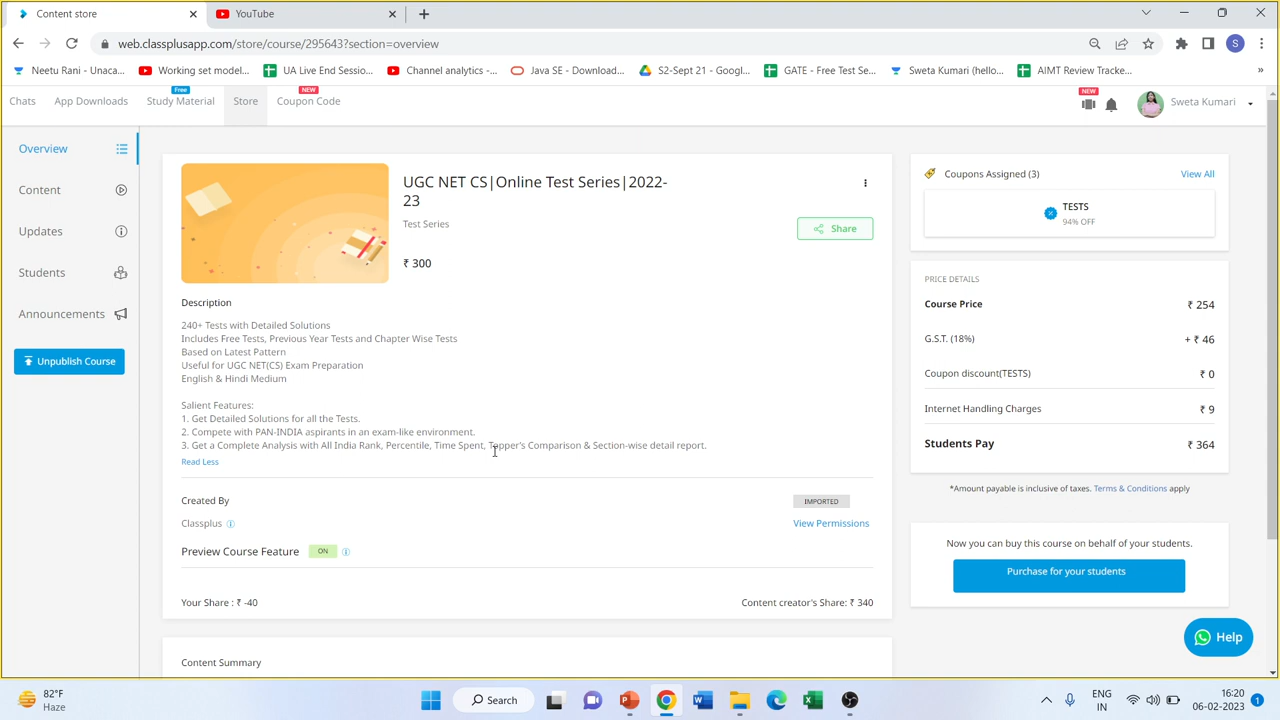 Content store
YouTube
web.classplusapp.com/store/course/295643?section=overview
S
Neetu Rani - Unaca...
Working set model...
UA Live End Sessio...
Channel analytics -...
Java SE - Download...
S2-Sept 21 - Googl...
GATE - Free Test Se...
Sweta Kumari (hello...
AIMT Review Tracke...
»
Chats
App Downloads
Free
Study Material
Store
NEW
Coupon Code
NEW
Sweta Kumari
Overview
Content
Updates
Students
Announcements
Unpublish Course
UGC NET CS|Online Test Series|2022-
23
Test Series
Share
₹ 300
Description
240+ Tests with Detailed Solutions
Includes Free Tests, Previous Year Tests and Chapter Wise Tests
Based on Latest Pattern
Useful for UGC NET(CS) Exam Preparation
English & Hindi Medium
Salient Features:
1. Get Detailed Solutions for all the Tests.
2. Compete with PAN-INDIA aspirants in an exam-like environment.
3. Get a Complete Analysis with All India Rank, Percentile, Time Spent, Topper's Comparison & Section-wise detail report.
Read Less
Created By
IMPORTED
Classplus
View Permissions
Preview Course Feature
ON
Your Share : ₹ -40
Content creator's Share: ₹ 340
Content Summary
Coupons Assigned (3)
View All
TESTS
94% OFF
PRICE DETAILS
Course Price
₹ 254
G.S.T. (18%)
+ ₹ 46
Coupon discount(TESTS)
₹ 0
Internet Handling Charges
₹ 9
Students Pay
₹ 364
*Amount payable is inclusive of taxes. Terms & Conditions apply
Now you can buy this course on behalf of your students.
Purchase for your students
Help
82°F
Haze
Search
ENG
IN
16:20
06-02-2023
1